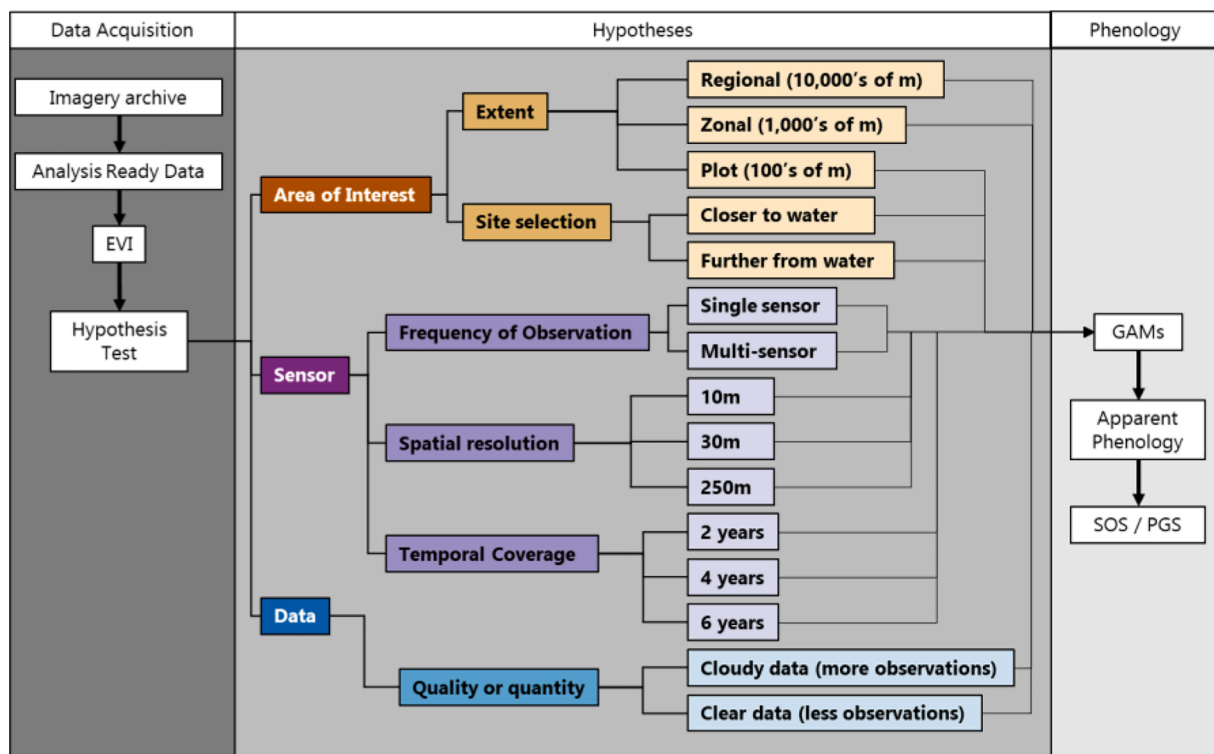 Data Acquisition
Hypotheses
Phenology
Imagery archive
Analysis Ready Data
EVI
Hypothesis
Test
Area of Interest
Extent
Regional (10,000's of m)
Zonal (1,000's of m)
Plot (100's of m)
Site selection
Closer to water
Further from water
Sensor
Frequency of Observation
Single sensor
Multi-sensor
Spatial resolution
10m
30m
250m
Temporal Coverage
2 years
4 years
6 years
Data
Quality or quantity
Cloudy data (more observations)
Clear data (less observations)
GAMs
Apparent
Phenology
SOS / PGS